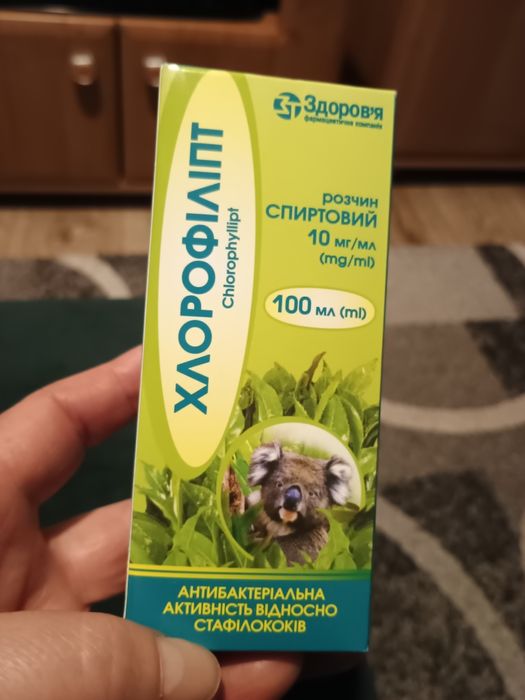 ЗТ Здоров'я
фармацевтична компанія
ХЛОРОФІЛІПТ
Chlorophyllipt
розчин
СПИРТОВИЙ
10 мг/мл
(mg/ml)
100 мл (ml)
АНТИБАКТЕРІАЛЬНА
АКТИВНІСТЬ ВІДНОСНО
СТАФІЛОКОКІВ